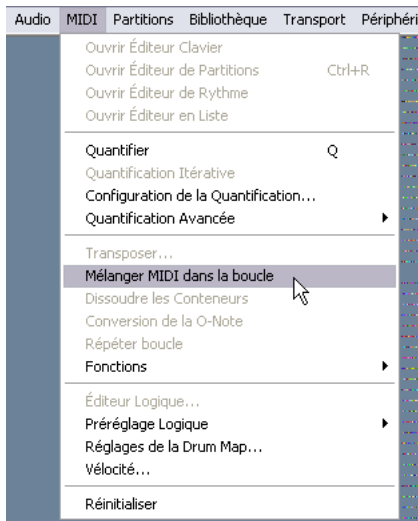 Audio MIDI Partitions Bibliothèque Transport Périphéri
Ouvrir Éditeur Clavier
Ouvrir Éditeur de Partitions Ctrl+R
Ouvrir Éditeur de Rythme
Ouvrir Éditeur en Liste
Quantifier Q
Quantification Itérative
Configuration de la Quantification...
Quantification Avancée
Transposer...
Mélanger MIDI dans la boucle
Dissoudre les Conteneurs
Conversion de la O-Note
Répéter boucle
Fonctions
Éditeur Logique...
Préréglage Logique
Réglages de la Drum Map...
Vélocité...
Réinitialiser